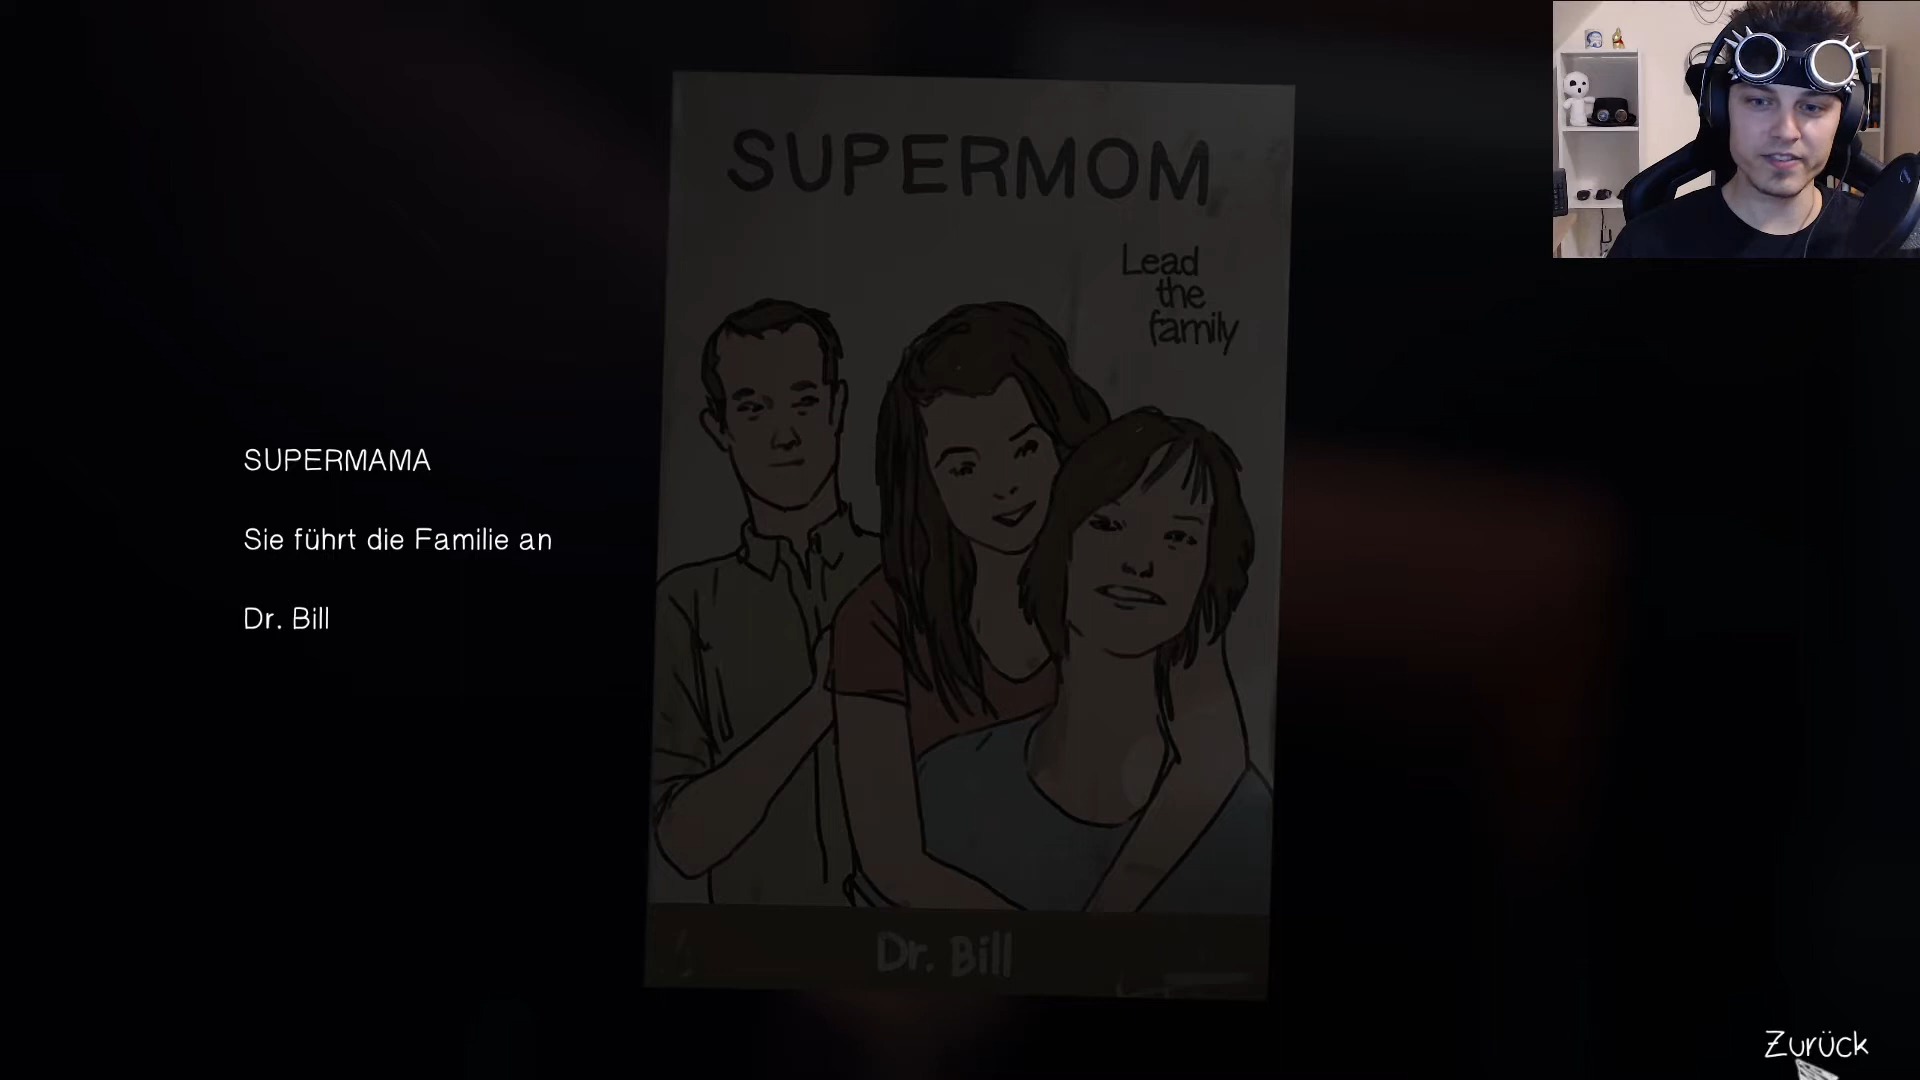 SUPERMOM
Lead
the
family
SUPERMAMA
Sie führt die Familie an
Dr. Bill
Dr. Bill
Zurück